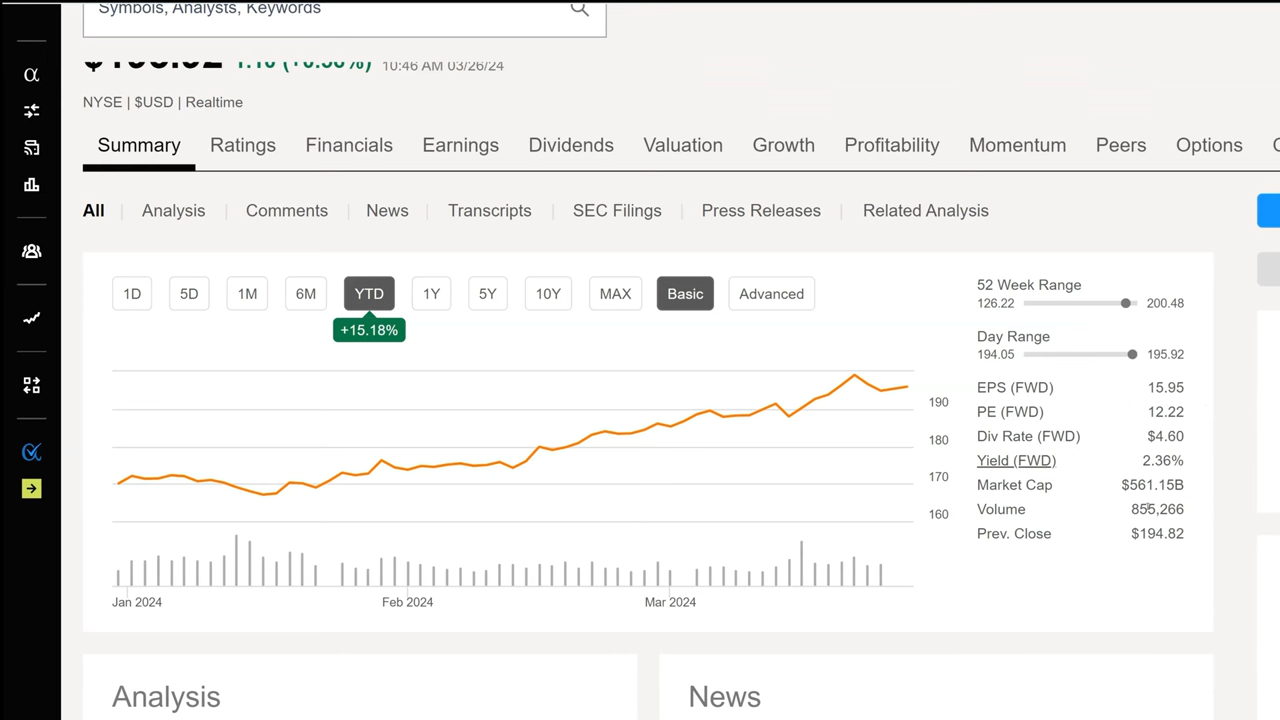 Symbols, Analysts, Keywords
10:46 AM 03/26/24
NYSE | $USD | Realtime
Summary Ratings Financials Earnings Dividends Valuation Growth Profitability Momentum Peers Options
All | Analysis | Comments | News | Transcripts | SEC Filings | Press Releases | Related Analysis
1D 5D 1M 6M YTD 1Y 5Y 10Y MAX Basic Advanced
+15.18%
190
180
170
160
Jan 2024 Feb 2024 Mar 2024
52 Week Range
126.22 200.48
Day Range
194.05 195.92
EPS (FWD) 15.95
PE (FWD) 12.22
Div Rate (FWD) $4.60
Yield (FWD) 2.36%
Market Cap $561.15B
Volume 855,266
Prev. Close $194.82
Analysis
News